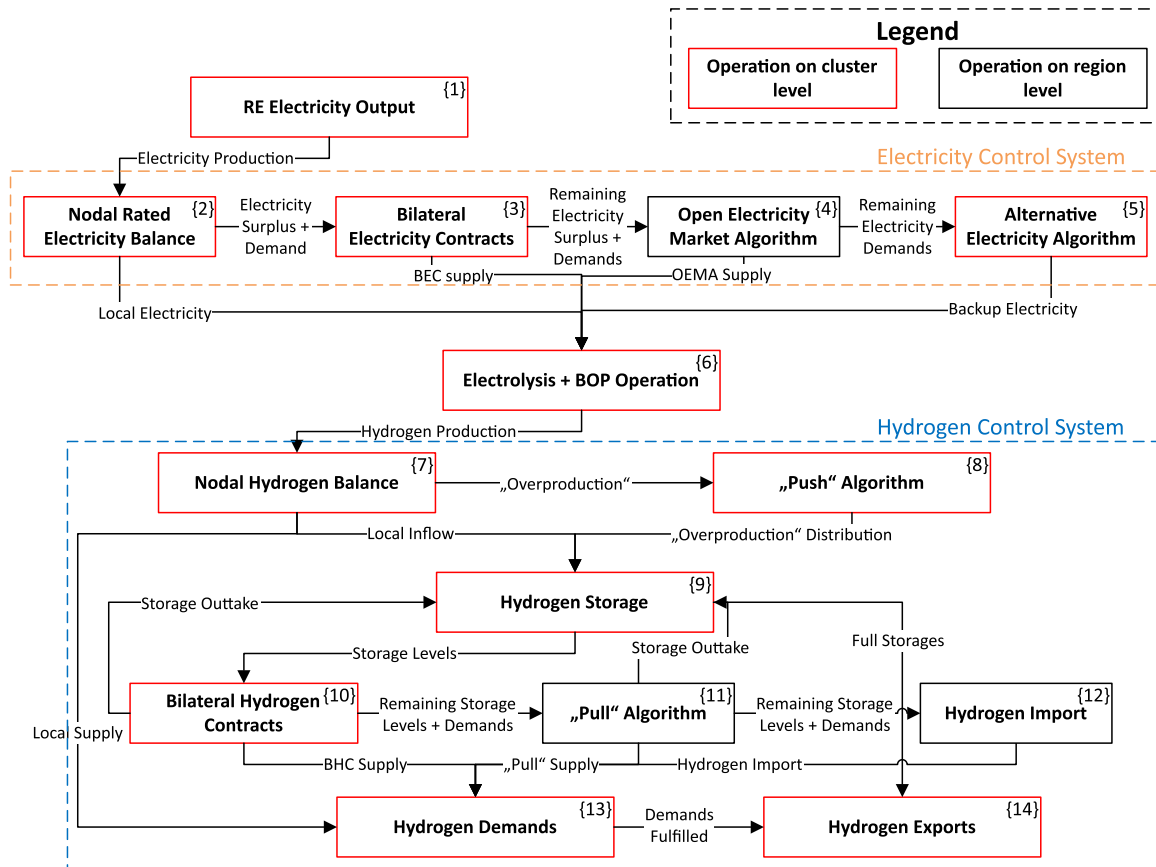 Legend
Operation on cluster
level
Operation on region
level
{1}
RE Electricity Output
Electricity Production
Electricity Control System
{2}
Nodal Rated
Electricity Balance
Electricity
Surplus +
Demand
{3}
Bilateral
Electricity Contracts
Remaining
Electricity
Surplus +
Demands
{4}
Open Electricity
Market Algorithm
Remaining
Electricity
Demands
{5}
Alternative
Electricity Algorithm
BEC supply
OEMA Supply
Local Electricity
Backup Electricity
{6}
Electrolysis + BOP Operation
Hydrogen Production
Hydrogen Control System
{7}
Nodal Hydrogen Balance
„Overproduction“
{8}
„Push“ Algorithm
Local Inflow
„Overproduction“ Distribution
{9}
Hydrogen Storage
Storage Outtake
Storage Levels
Storage Outtake
Full Storages
{10}
Bilateral Hydrogen
Contracts
Remaining Storage
Levels + Demands
{11}
„Pull“ Algorithm
Remaining Storage
Levels + Demands
{12}
Hydrogen Import
Local Supply
BHC Supply
„Pull“ Supply
Hydrogen Import
{13}
Hydrogen Demands
Demands
Fulfilled
{14}
Hydrogen Exports